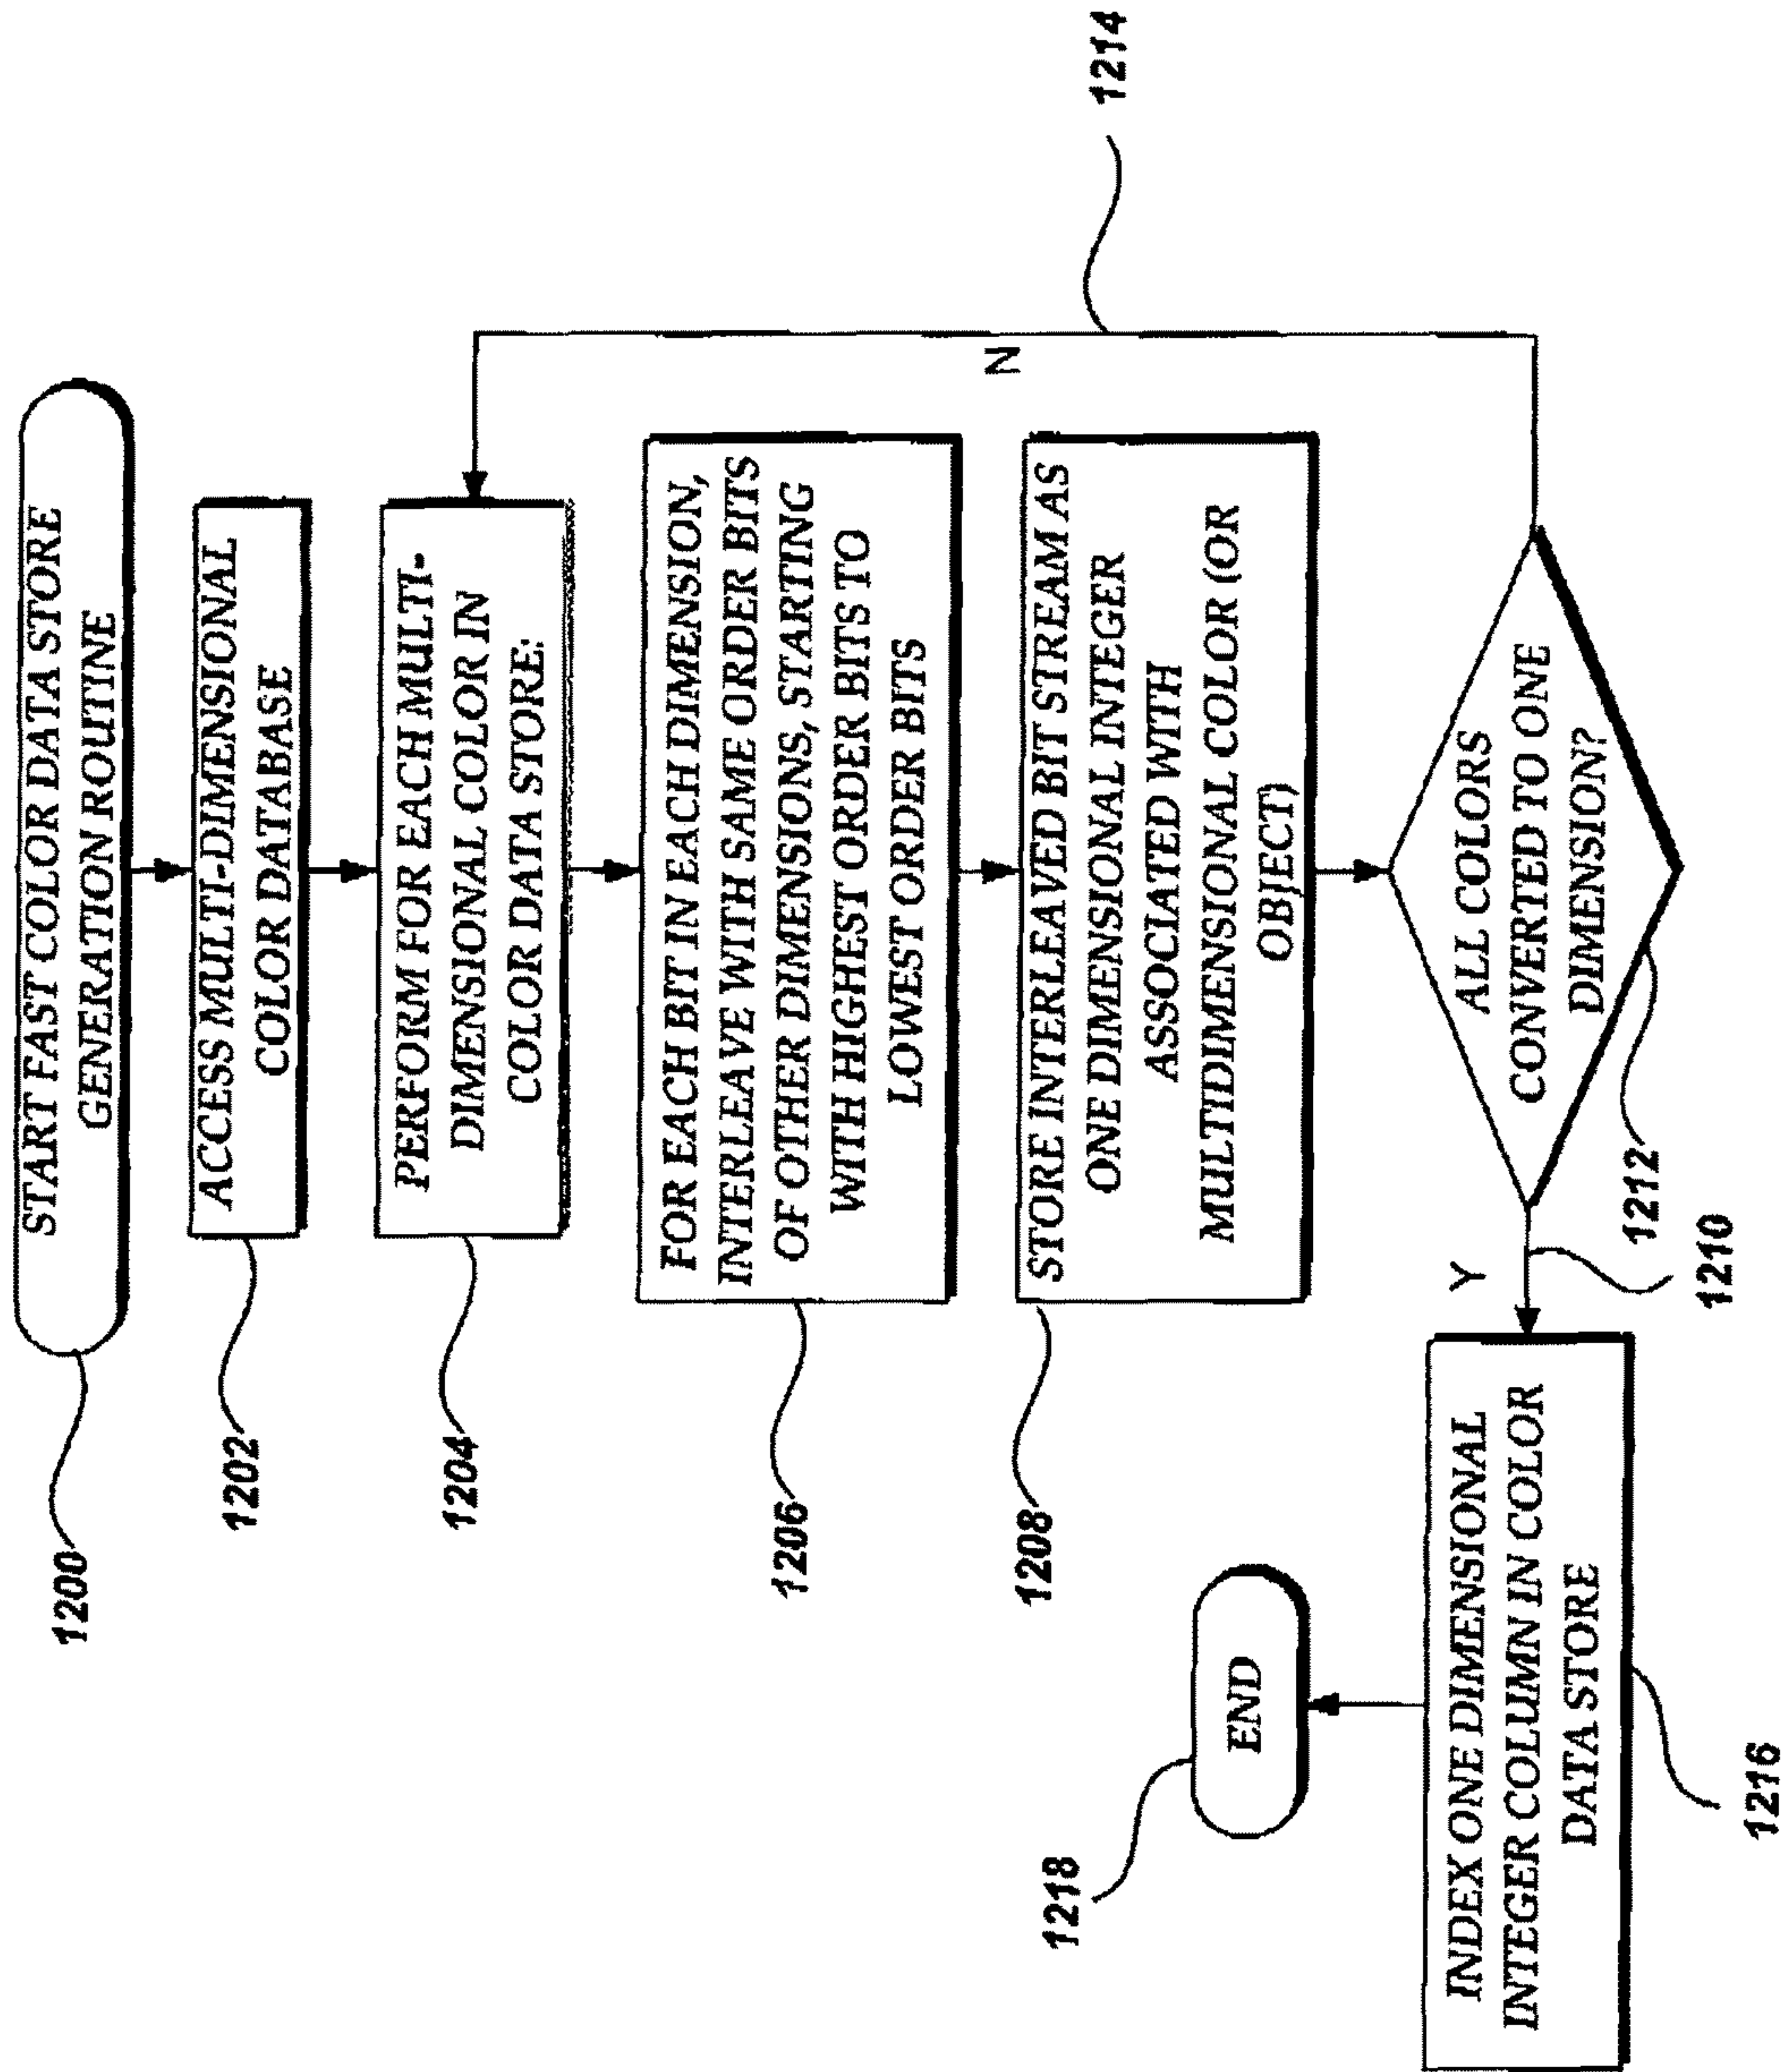 START FAST COLOR DATA STORE
GENERATION ROUTINE
1200
ACCESS MULTI-DIMENSIONAL
COLOR DATABASE
1202
PERFORM FOR EACH MULTI-
DIMENSIONAL COLOR IN
COLOR DATA STORE:
1204
FOR EACH BIT IN EACH DIMENSION,
INTERLEAVE WITH SAME ORDER BITS
OF OTHER DIMENSIONS, STARTING
WITH HIGHEST ORDER BITS TO
LOWEST ORDER BITS
1206
STORE INTERLEAVED BIT STREAM AS
ONE DIMENSIONAL INTEGER
ASSOCIATED WITH
MULTIDIMENSIONAL COLOR (OR
OBJECT)
1208
ALL COLORS
CONVERTED TO ONE
DIMENSION?
1212
N
1214
Y
1210
INDEX ONE DIMENSIONAL
INTEGER COLUMN IN COLOR
DATA STORE
1216
END
1218